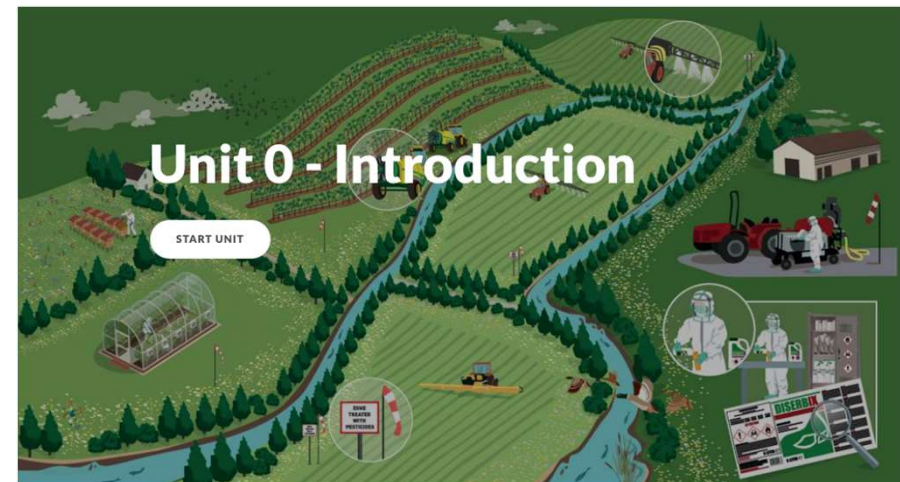 Unit 0 - Introduction
START UNIT
ZONE
TREATED
WITH
PESTICIDES
DISERBIX